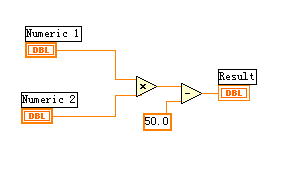 Numeric 1
DBL
Numeric 2
DBL
×
50.0
−
Result
DBL